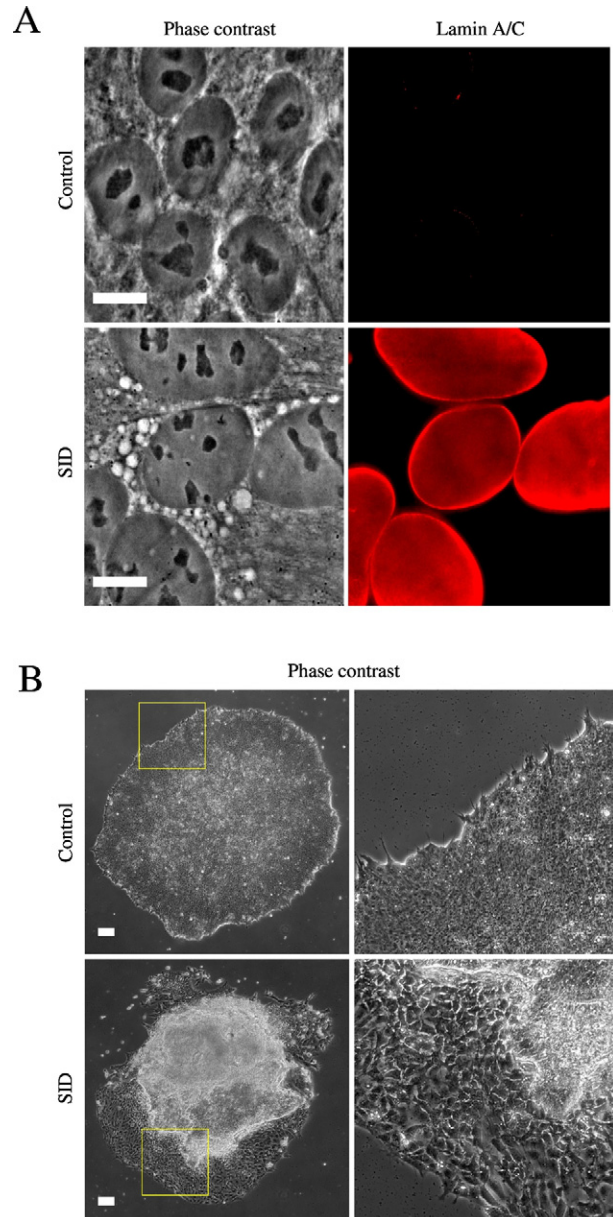 A
Phase contrast
Lamin A/C
Control
SID
B
Phase contrast
Control
SID